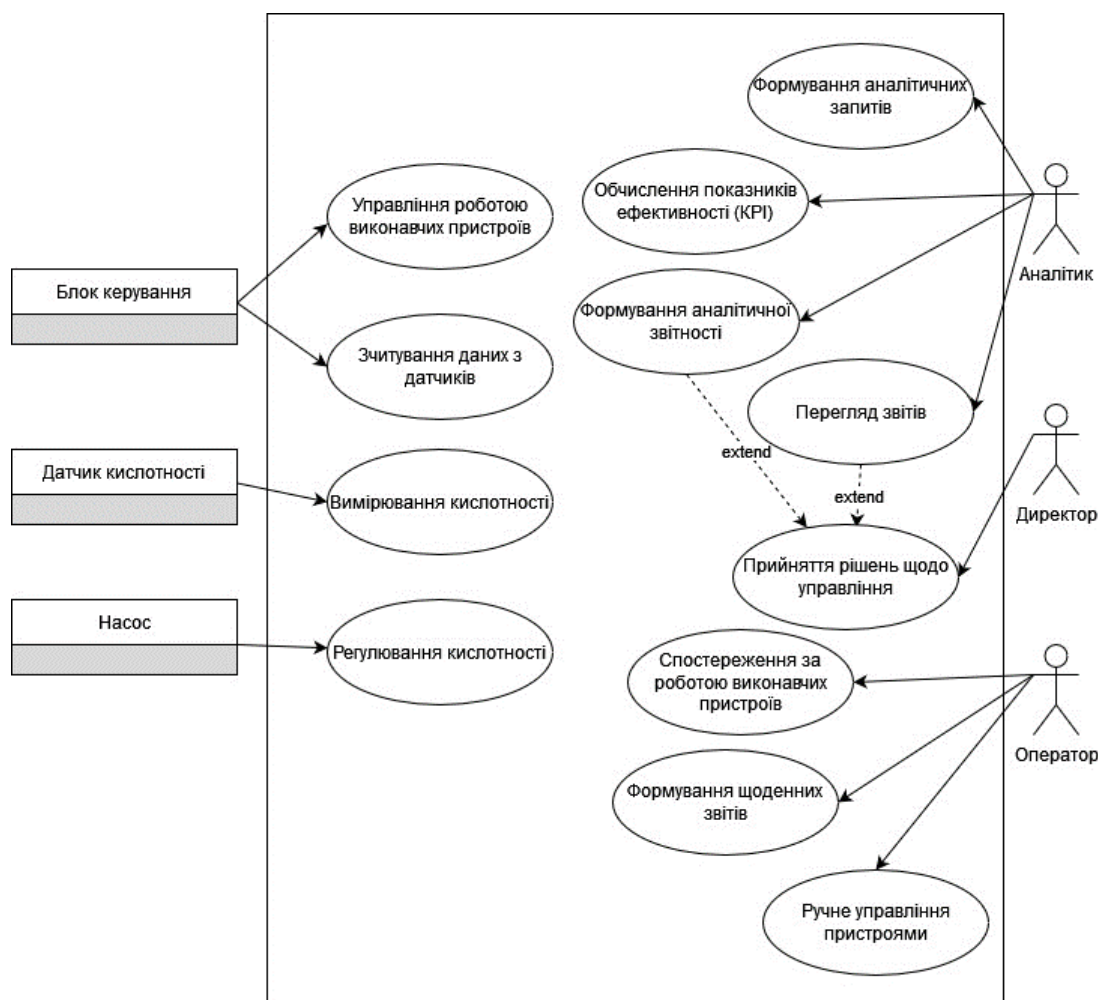 Формування аналітичних
запитів
Обчислення показників
ефективності (KPI)
Управління роботою
виконавчих пристроїв
Аналітик
Блок керування
Формування аналітичної
звітності
Зчитування даних з
датчиків
Перегляд звітів
extend
Датчик кислотності
Вимірювання кислотності
extend
Директор
Прийняття рішень щодо
управління
Насос
Регулювання кислотності
Спостереження за
роботою виконавчих
пристроїв
Оператор
Формування щоденних
звітів
Ручне управління
пристроями